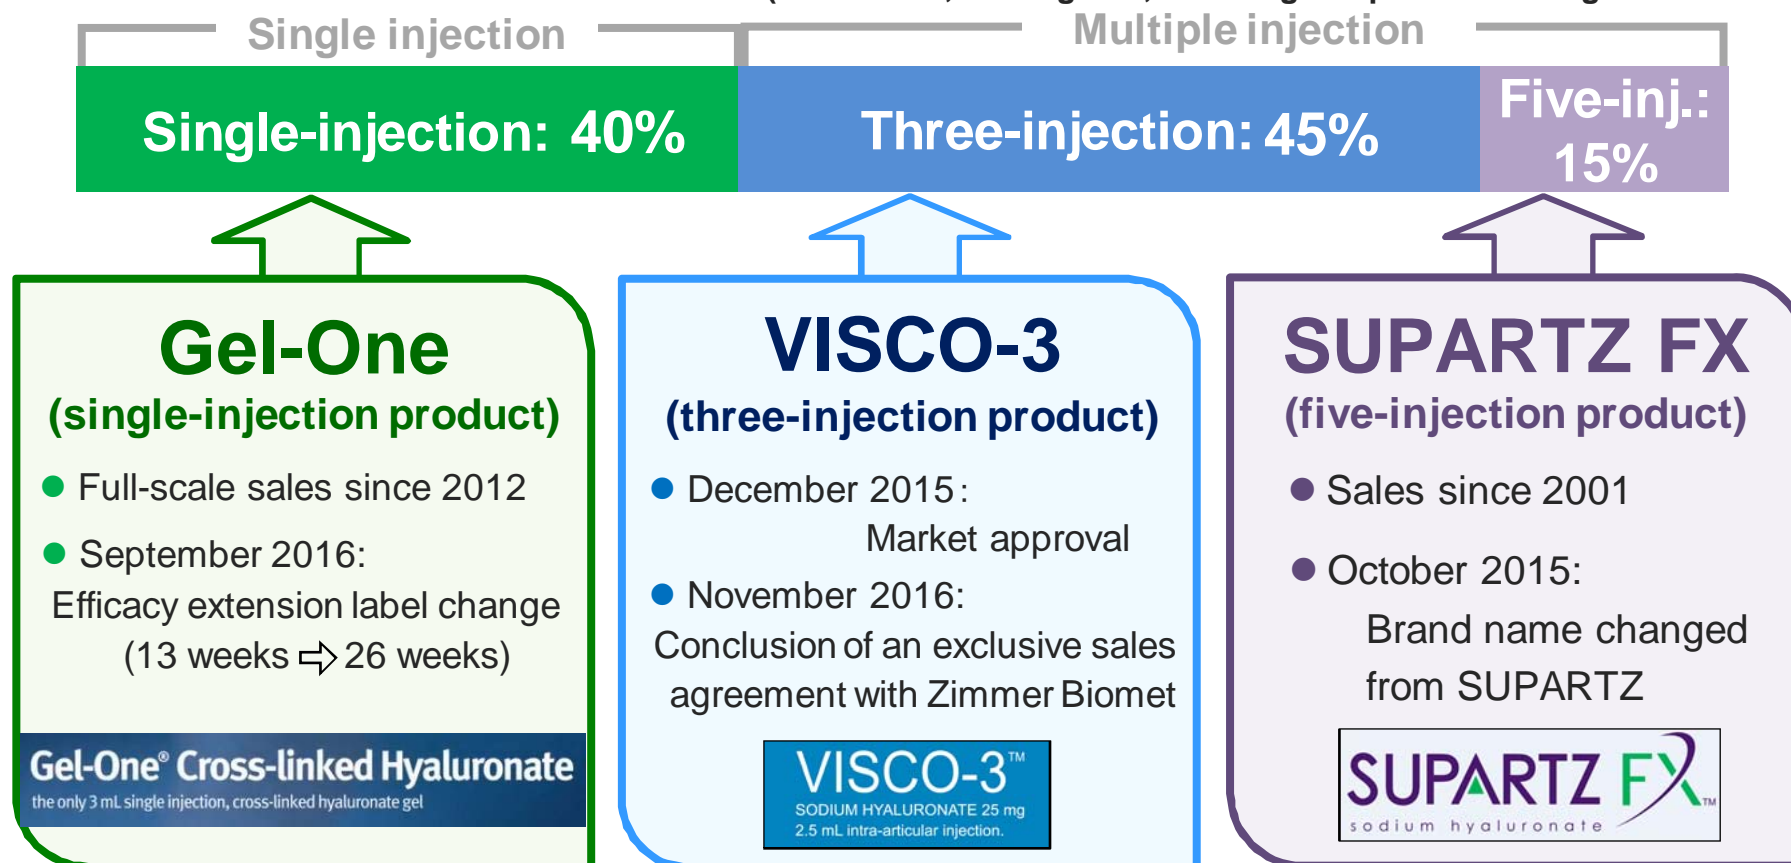 Single injection
Multiple injection
Single-injection: 40%
Three-injection: 45%
Five-inj.:
15%
Gel-One
(single-injection product)
● Full-scale sales since 2012
● September 2016:
Efficacy extension label change
(13 weeks ⇨ 26 weeks)
Gel-One® Cross-linked Hyaluronate
the only 3 mL single injection, cross-linked hyaluronate gel
VISCO-3
(three-injection product)
● December 2015:
Market approval
● November 2016:
Conclusion of an exclusive sales
agreement with Zimmer Biomet
VISCO-3™
SODIUM HYALURONATE 25 mg
2.5 mL intra-articular injection.
SUPARTZ FX
(five-injection product)
● Sales since 2001
● October 2015:
Brand name changed
from SUPARTZ
SUPARTZ FX™
sodium hyaluronate